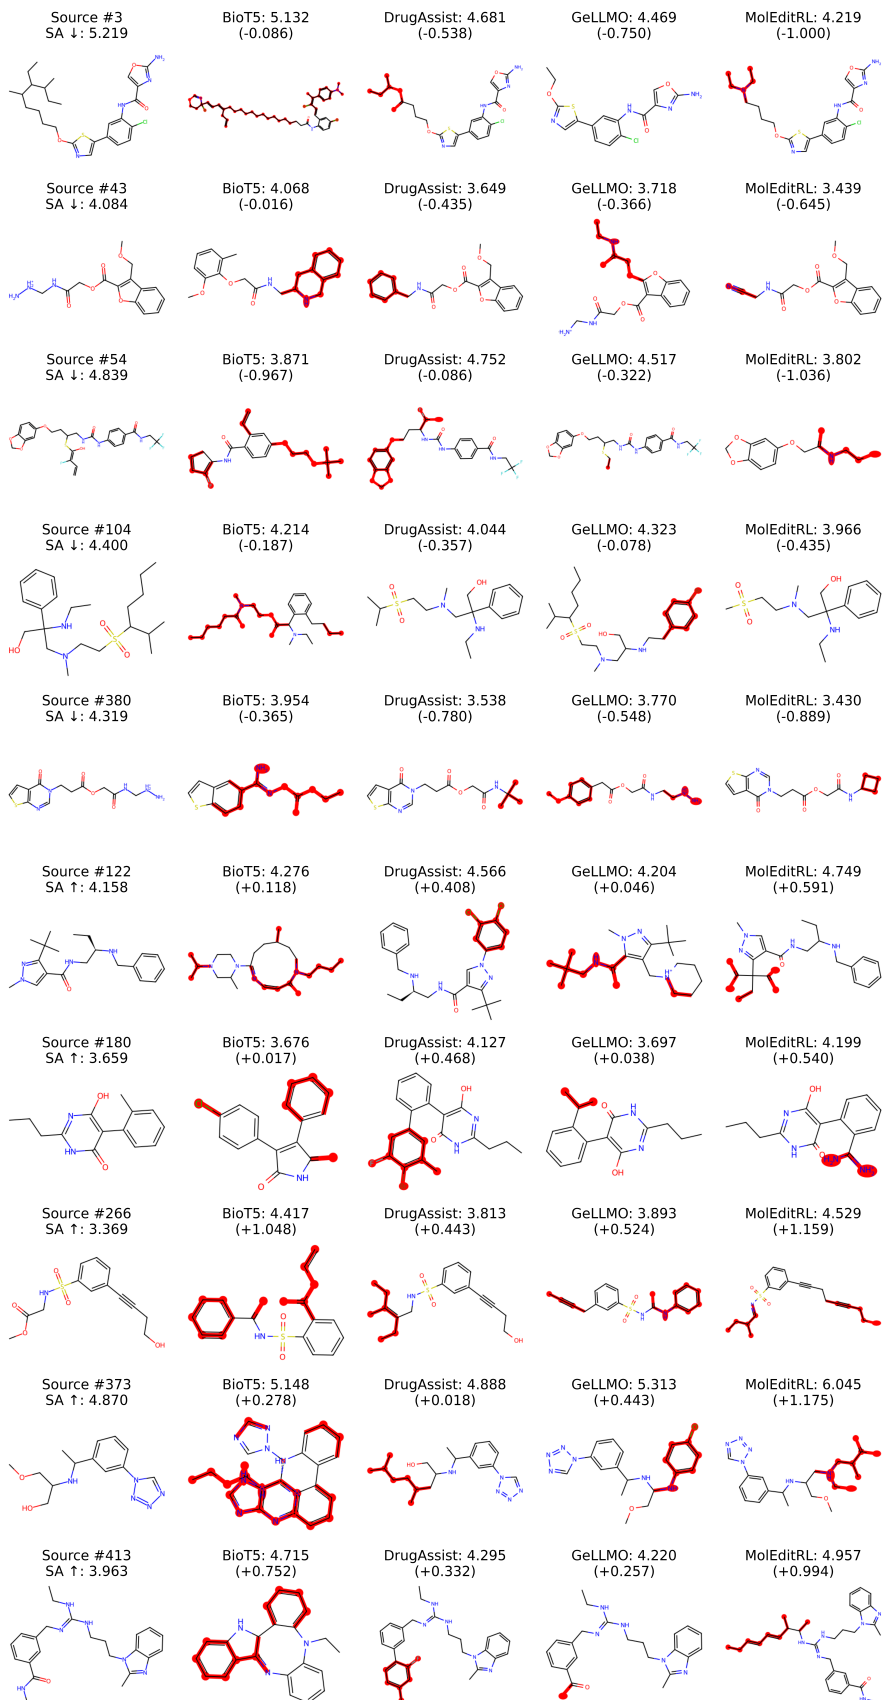 Source #3
SA ↓: 5.219
BioT5: 5.132
(-0.086)
DrugAssist: 4.681
(-0.538)
GeLLMO: 4.469
(-0.750)
MolEditRL: 4.219
(-1.000)
Source #43
SA ↓: 4.084
BioT5: 4.068
(-0.016)
DrugAssist: 3.649
(-0.435)
GeLLMO: 3.718
(-0.366)
MolEditRL: 3.439
(-0.645)
Source #54
SA ↓: 4.839
BioT5: 3.871
(-0.967)
DrugAssist: 4.752
(-0.086)
GeLLMO: 4.517
(-0.322)
MolEditRL: 3.802
(-1.036)
Source #104
SA ↓: 4.400
BioT5: 4.214
(-0.187)
DrugAssist: 4.044
(-0.357)
GeLLMO: 4.323
(-0.078)
MolEditRL: 3.966
(-0.435)
Source #380
SA ↓: 4.319
BioT5: 3.954
(-0.365)
DrugAssist: 3.538
(-0.780)
GeLLMO: 3.770
(-0.548)
MolEditRL: 3.430
(-0.889)
Source #122
SA ↑: 4.158
BioT5: 4.276
(+0.118)
DrugAssist: 4.566
(+0.408)
GeLLMO: 4.204
(+0.046)
MolEditRL: 4.749
(+0.591)
Source #180
SA ↑: 3.659
BioT5: 3.676
(+0.017)
DrugAssist: 4.127
(+0.468)
GeLLMO: 3.697
(+0.038)
MolEditRL: 4.199
(+0.540)
Source #266
SA ↑: 3.369
BioT5: 4.417
(+1.048)
DrugAssist: 3.813
(+0.443)
GeLLMO: 3.893
(+0.524)
MolEditRL: 4.529
(+1.159)
Source #373
SA ↑: 4.870
BioT5: 5.148
(+0.278)
DrugAssist: 4.888
(+0.018)
GeLLMO: 5.313
(+0.443)
MolEditRL: 6.045
(+1.175)
Source #413
SA ↑: 3.963
BioT5: 4.715
(+0.752)
DrugAssist: 4.295
(+0.332)
GeLLMO: 4.220
(+0.257)
MolEditRL: 4.957
(+0.994)